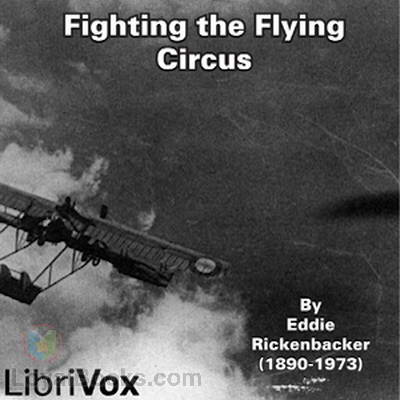 Fighting the Flying
Circus
By
Eddie
Rickenbacker
(1890-1973)
LibriVox